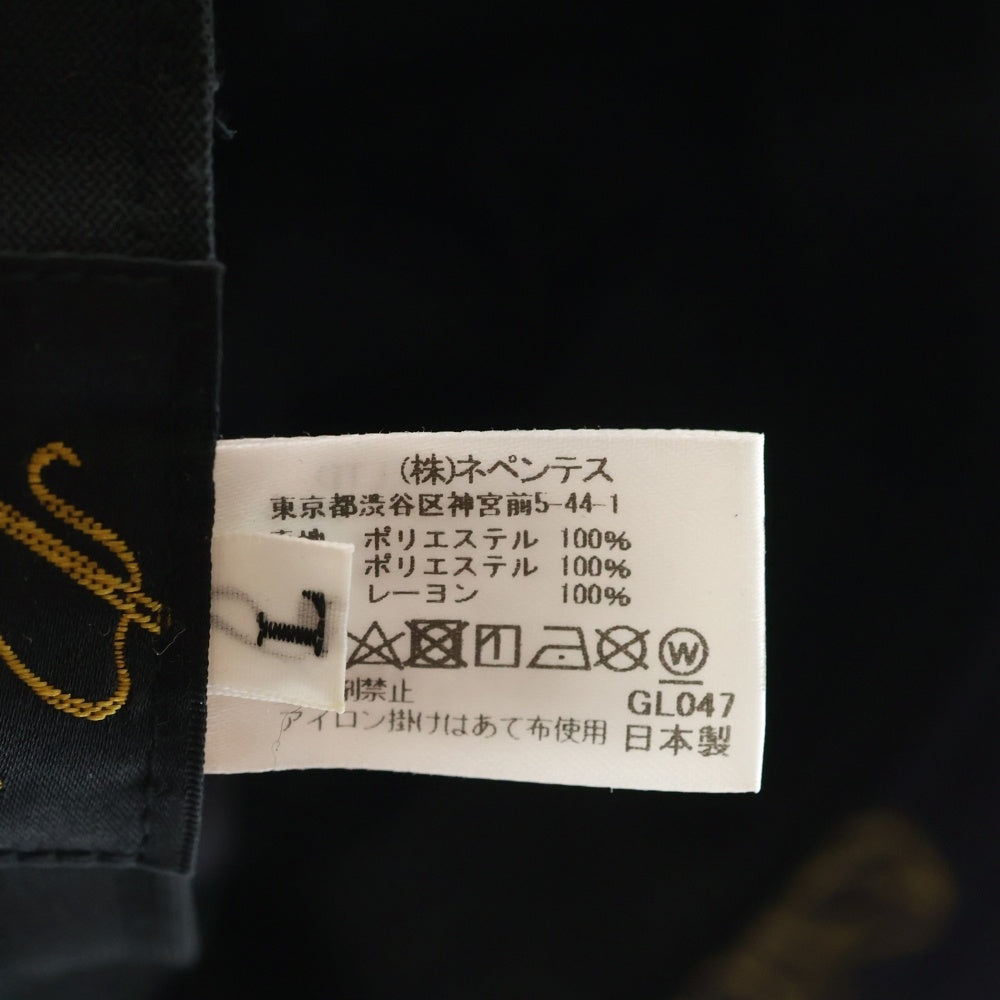 (株)ネペンテス
東京都渋谷区神宮前5-44-1
ポリエステル 100%
ポリエステル 100%
レーヨン 100%
L
W
禁止
GL047
アイロン掛けはあて布使用
日本製